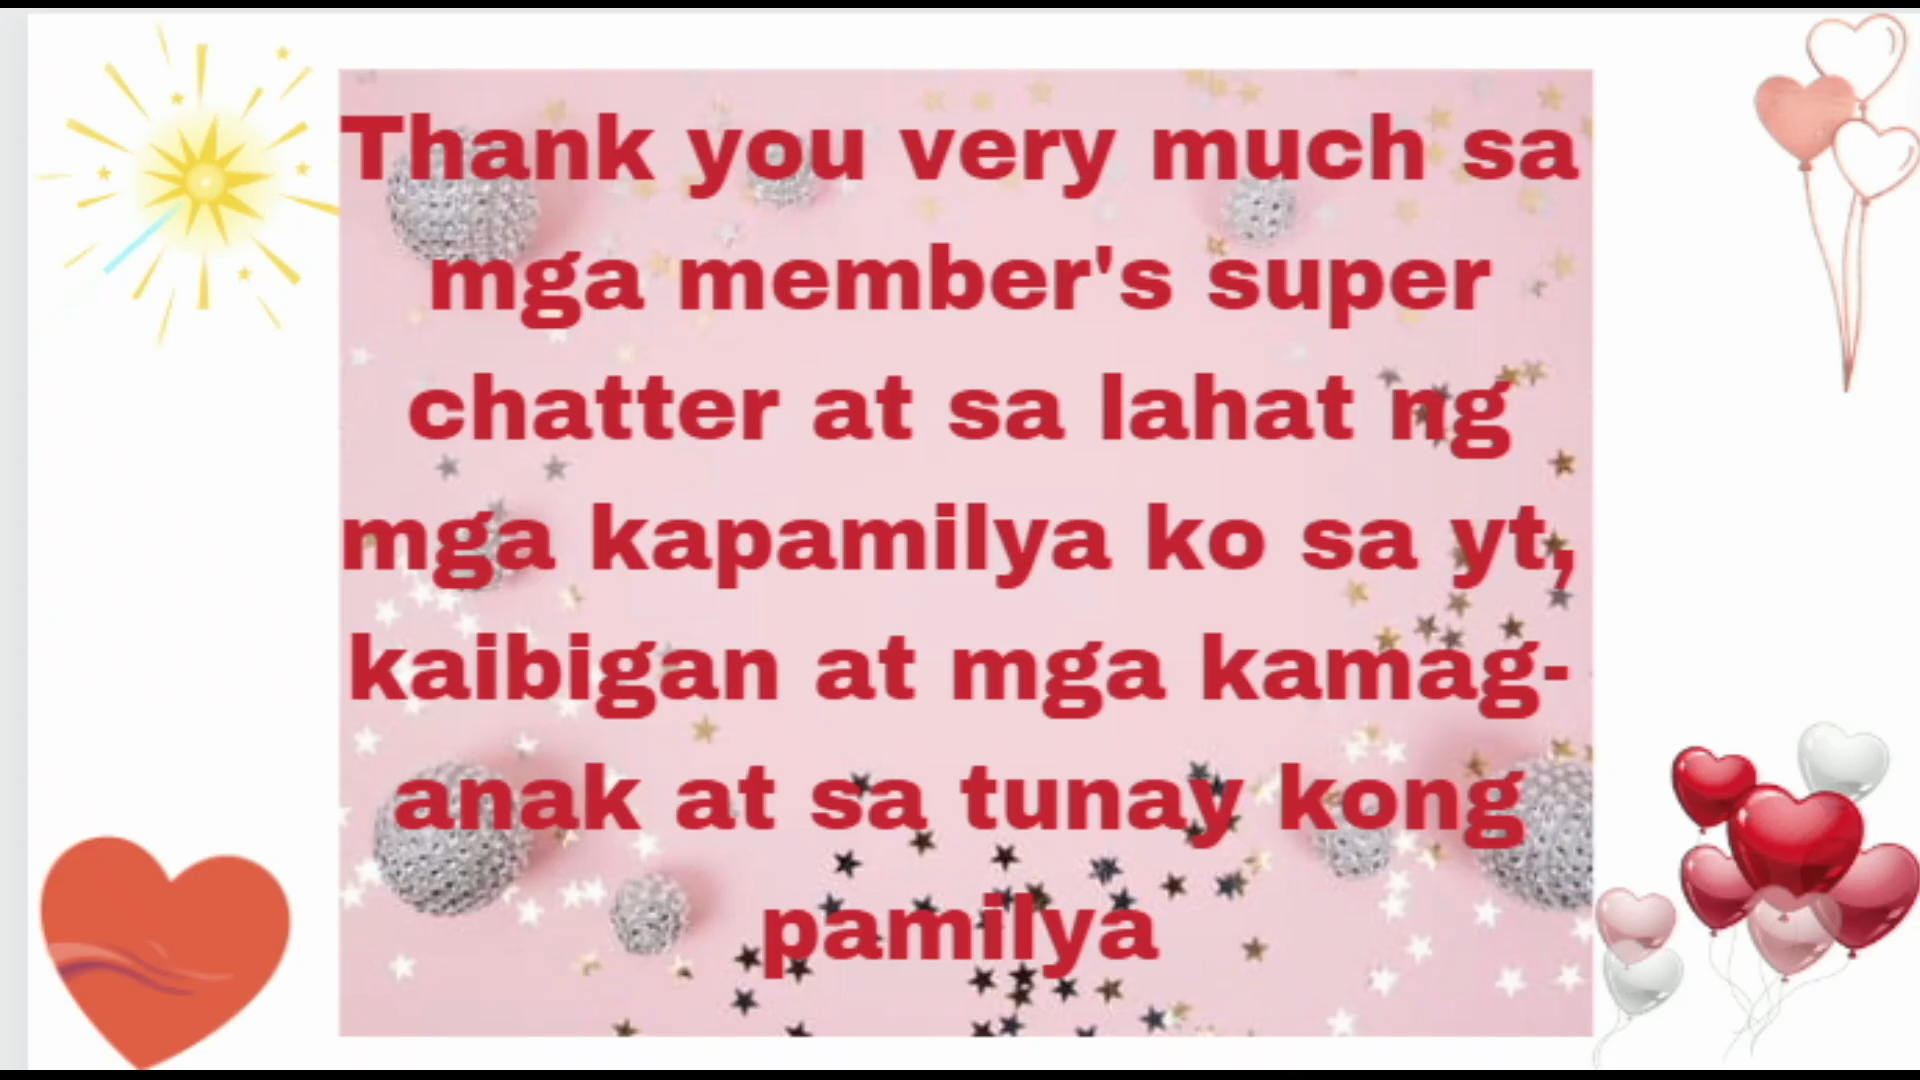 Thank you very much sa
mga member's super
chatter at sa lahat ng
mga kapamilya ko sa yt,
kaibigan at mga kamag-
anak at sa tunay kong
pamilya